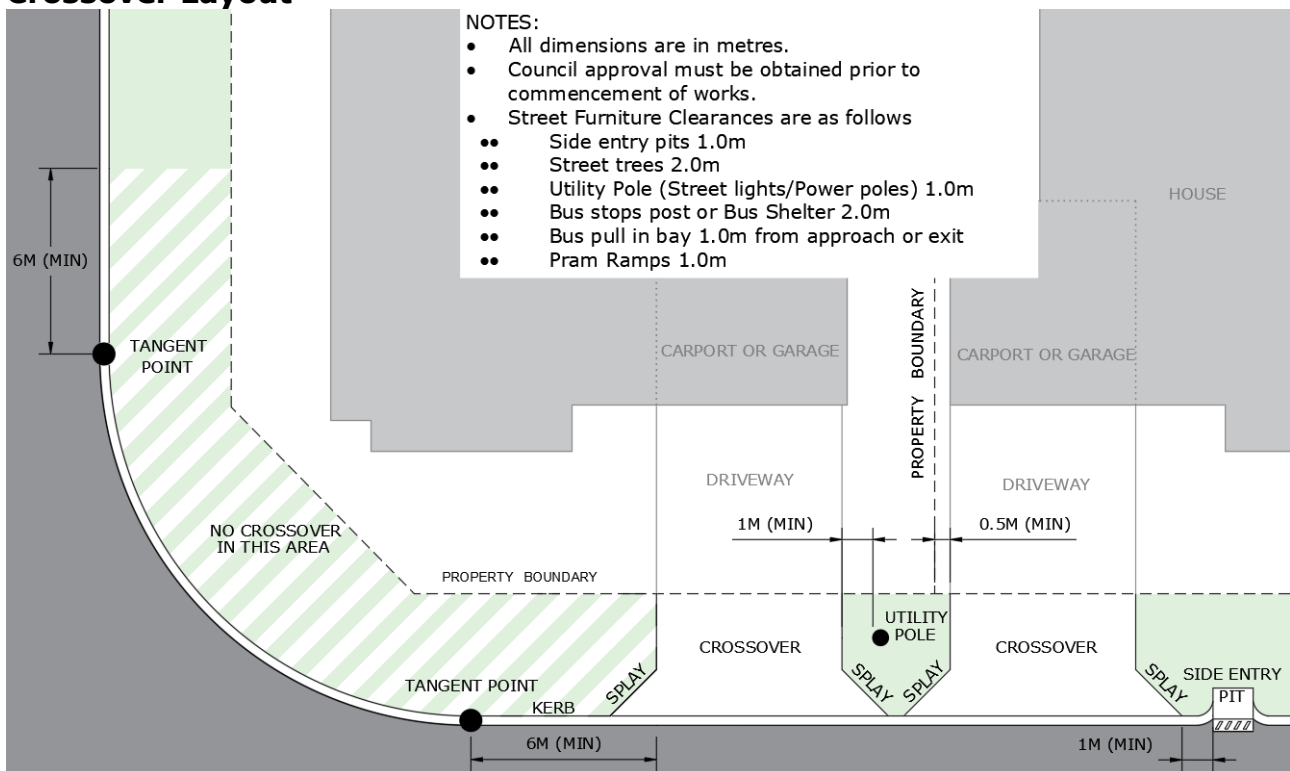 Crossover Layout
NOTES:
• All dimensions are in metres.
• Council approval must be obtained prior to
commencement of works.
• Street Furniture Clearances are as follows
•• Side entry pits 1.0m
•• Street trees 2.0m
•• Utility Pole (Street lights/Power poles) 1.0m
•• Bus stops post or Bus Shelter 2.0m
•• Bus pull in bay 1.0m from approach or exit
•• Pram Ramps 1.0m
HOUSE
6M (MIN)
TANGENT
POINT
CARPORT OR GARAGE
PROPERTY BOUNDARY
CARPORT OR GARAGE
DRIVEWAY
DRIVEWAY
1M (MIN)
0.5M (MIN)
NO CROSSOVER
IN THIS AREA
PROPERTY BOUNDARY
UTILITY
POLE
CROSSOVER
CROSSOVER
SPLAY
SPLAY
SPLAY
SPLAY
SIDE ENTRY
PIT
TANGENT POINT
KERB
6M (MIN)
1M (MIN)